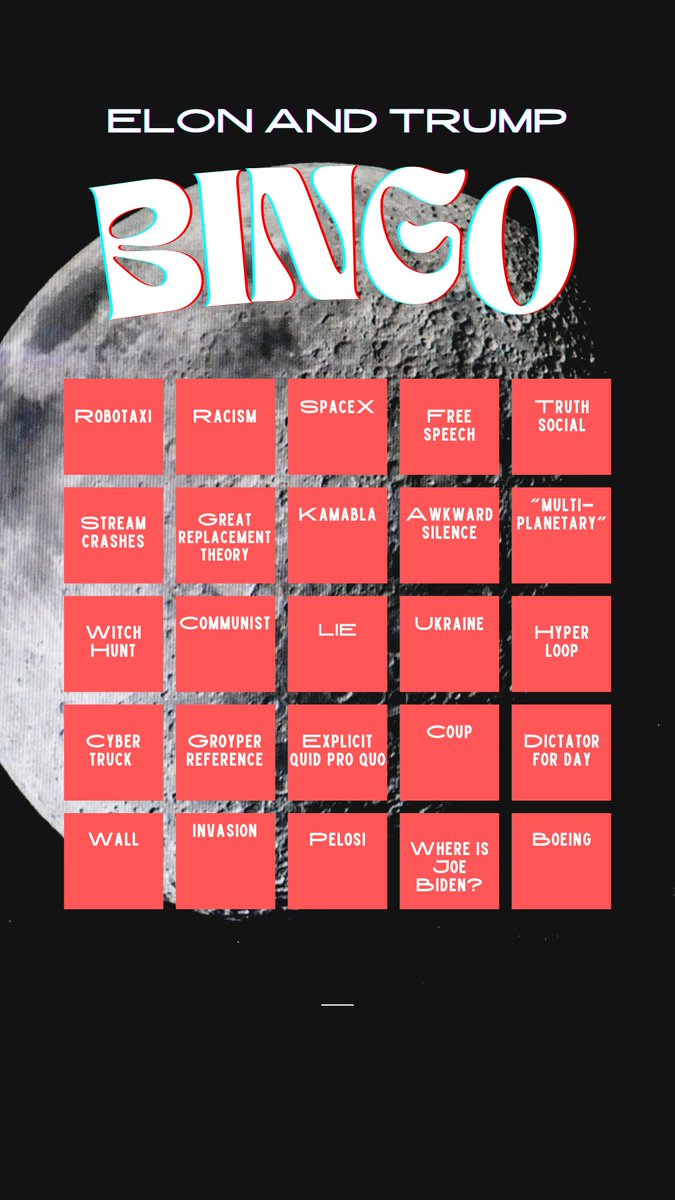 ELON AND TRUMP
BINGO
Robotaxi
Racism
SpaceX
Free
speech
Truth
social
Stream
crashes
Great
replacement
theory
Kamabla
Awkward
silence
"Multi-
planetary"
Witch
Hunt
Communist
Lie
Ukraine
Hyper
loop
Cyber
truck
Groyper
reference
Explicit
quid pro quo
Coup
Dictator
for day
Wall
invasion
Pelosi
Where is
Joe
Biden?
Boeing